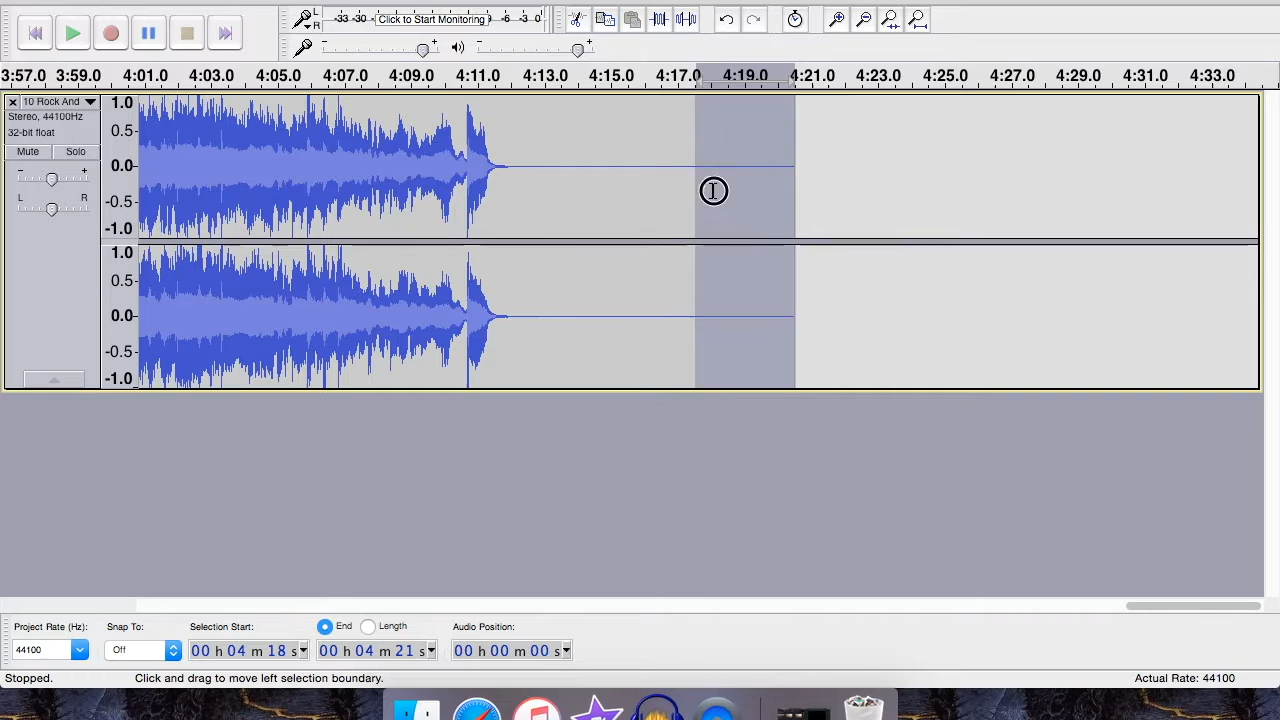 L
R
-33 -30 Click to Start Monitoring -6 -3 0
- +
- +
3:57.0 3:59.0 4:01.0 4:03.0 4:05.0 4:07.0 4:09.0 4:11.0 4:13.0 4:15.0 4:17.0 4:19.0 4:21.0 4:23.0 4:25.0 4:27.0 4:29.0 4:31.0 4:33.0
10 Rock And
Stereo, 44100Hz
32-bit float
Mute Solo
- +
L R
1.0
0.5-
0.0-
-0.5-
-1.0
1.0
0.5-
0.0-
-0.5-
-1.0
Project Rate (Hz): Snap To: Selection Start: End Length Audio Position:
44100 Off 00 h 04 m 18 s 00 h 04 m 21 s 00 h 00 m 00 s
Stopped. Click and drag to move left selection boundary. Actual Rate: 44100